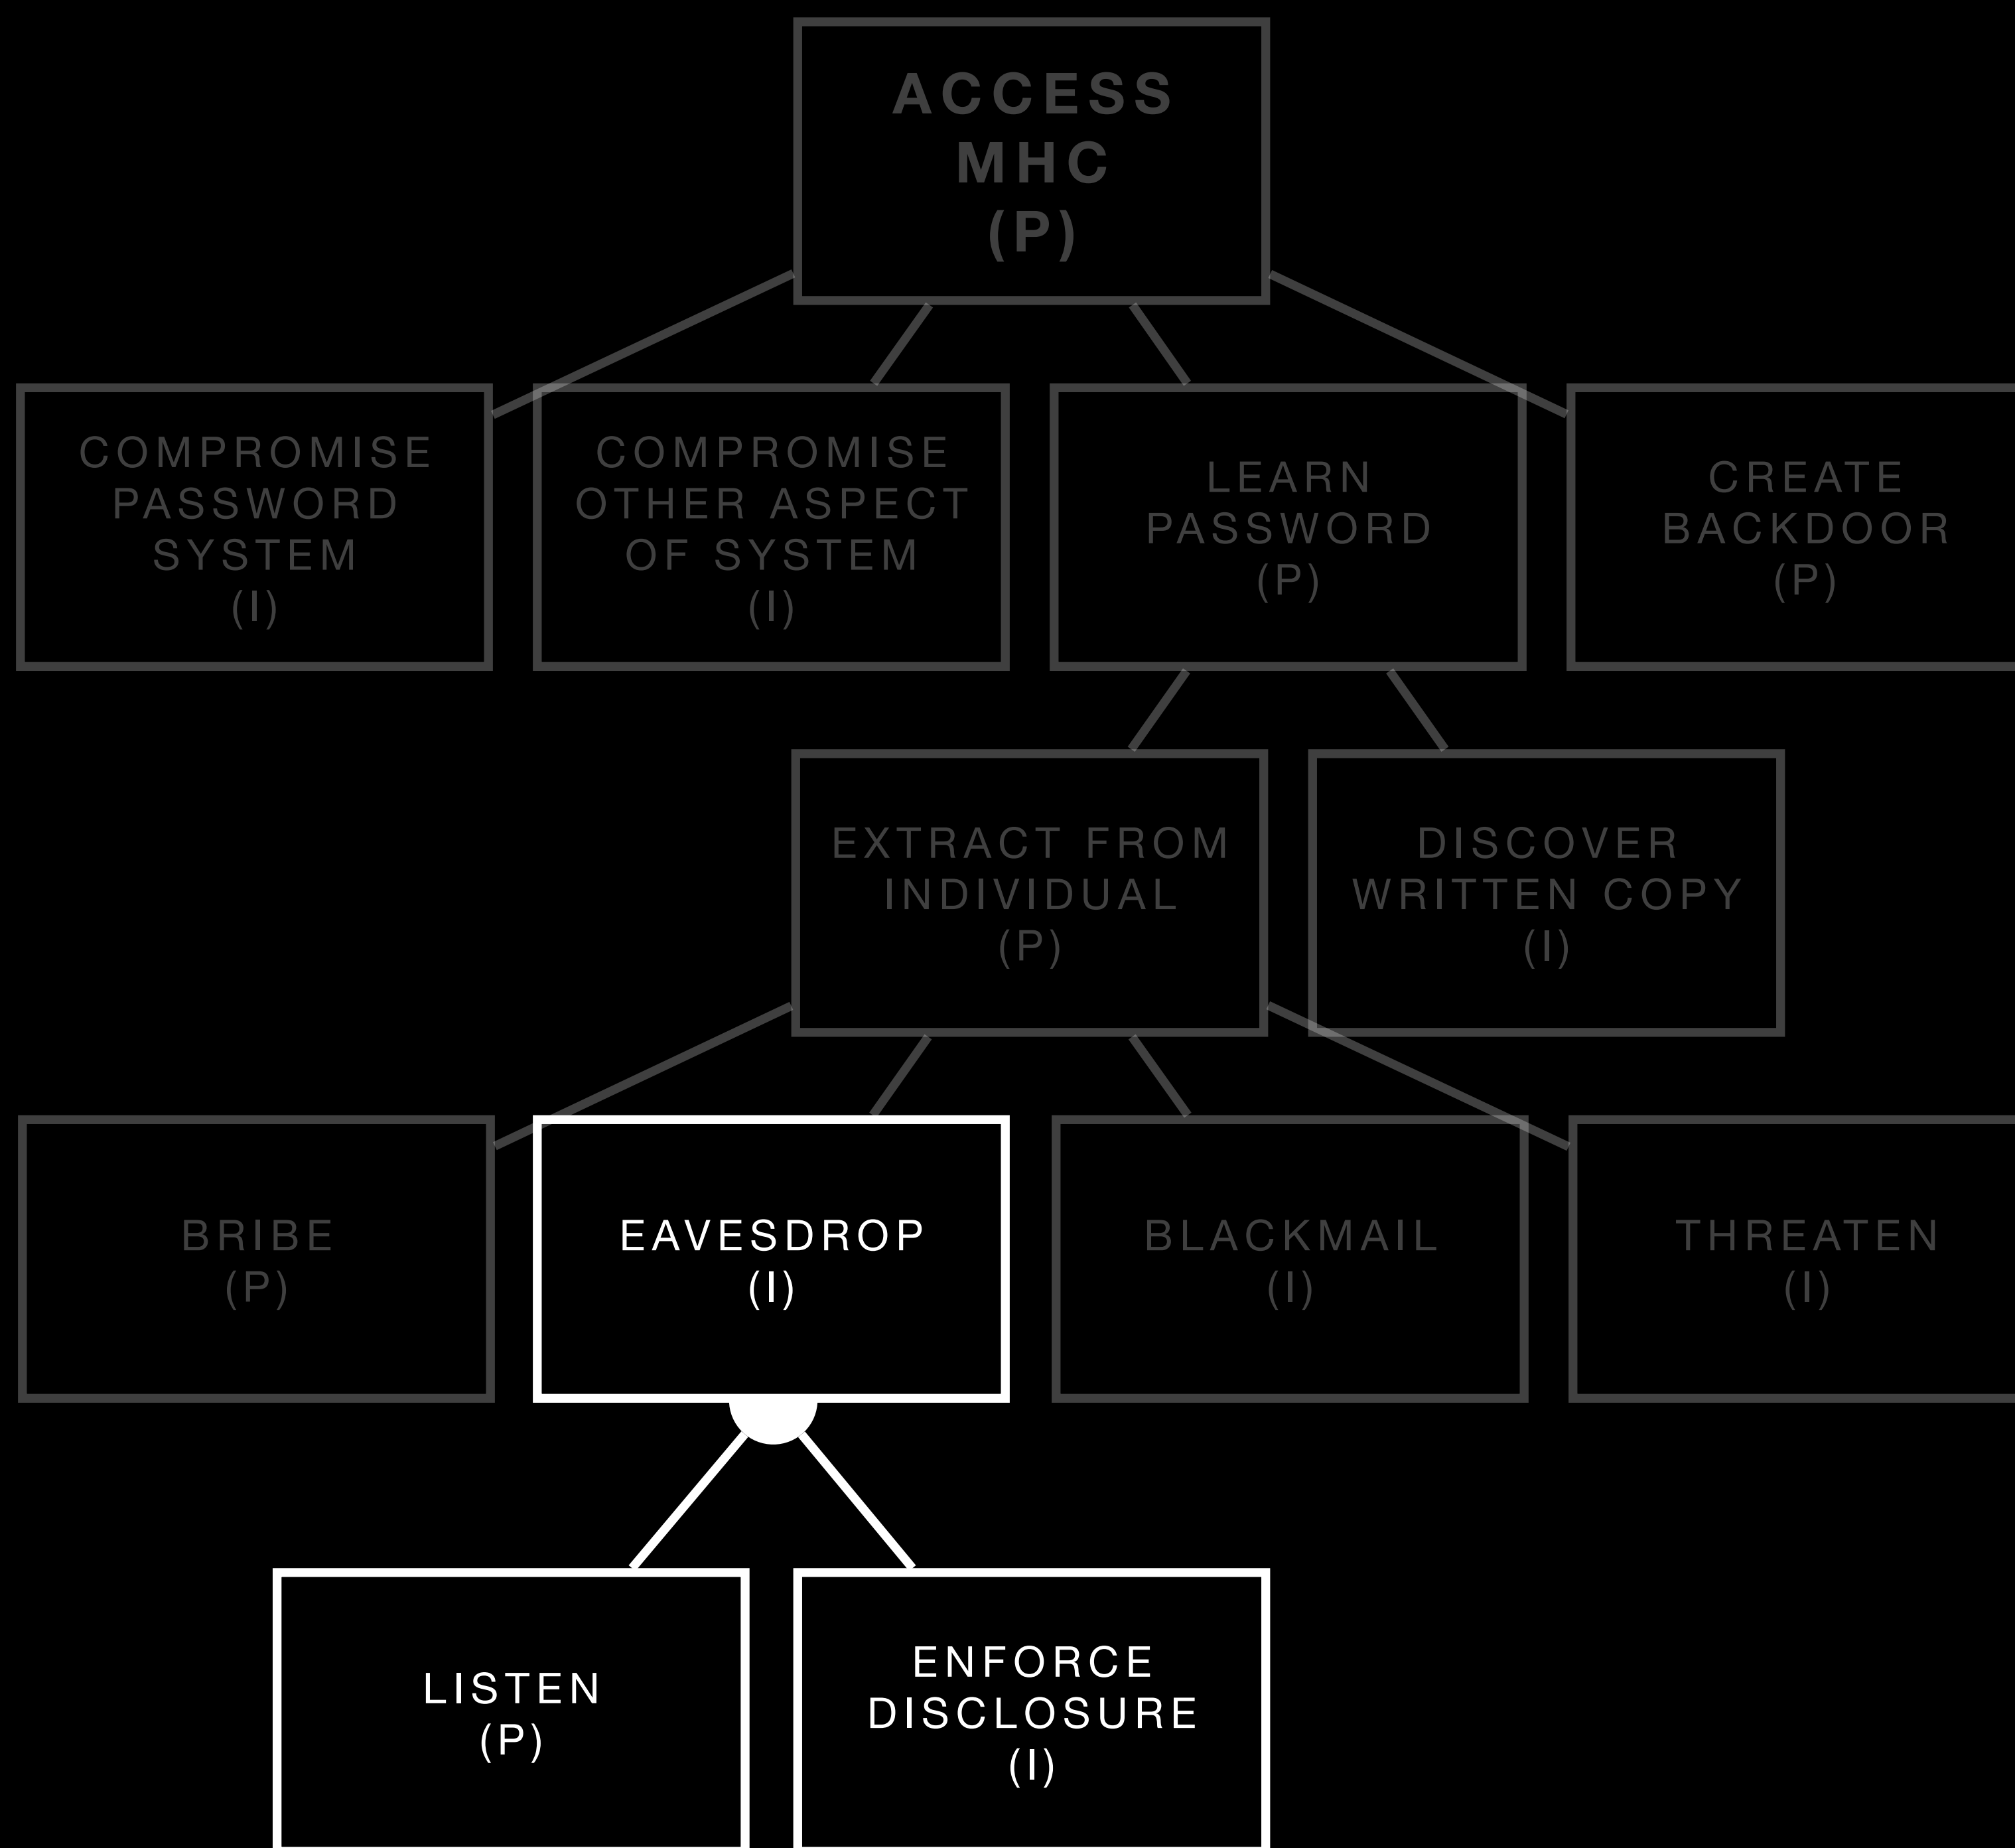 ACCESS
MHC
(P)
COMPROMISE
PASSWORD
SYSTEM
(I)
COMPROMISE
OTHER ASPECT
OF SYSTEM
(I)
LEARN
PASSWORD
(P)
CREATE
BACKDOOR
(P)
EXTRACT FROM
INDIVIDUAL
(P)
DISCOVER
WRITTEN COPY
(I)
BRIBE
(P)
EAVESDROP
(I)
BLACKMAIL
(I)
THREATEN
(I)
LISTEN
(P)
ENFORCE
DISCLOSURE
(I)